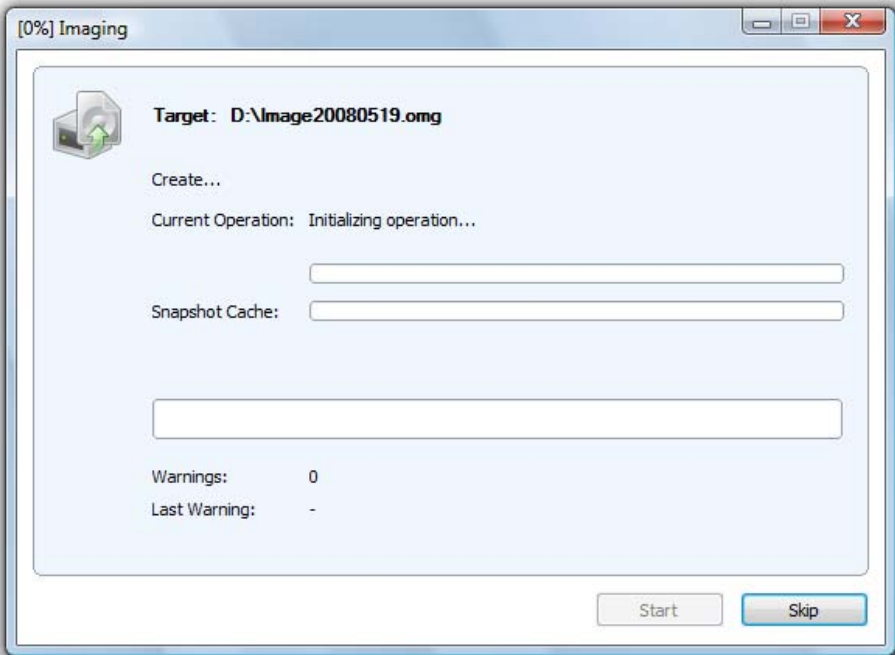 [0%] Imaging
Target: D:\Image20080519.omg
Create...
Current Operation: Initializing operation...
Snapshot Cache:
Warnings: 0
Last Warning: -
Start Skip